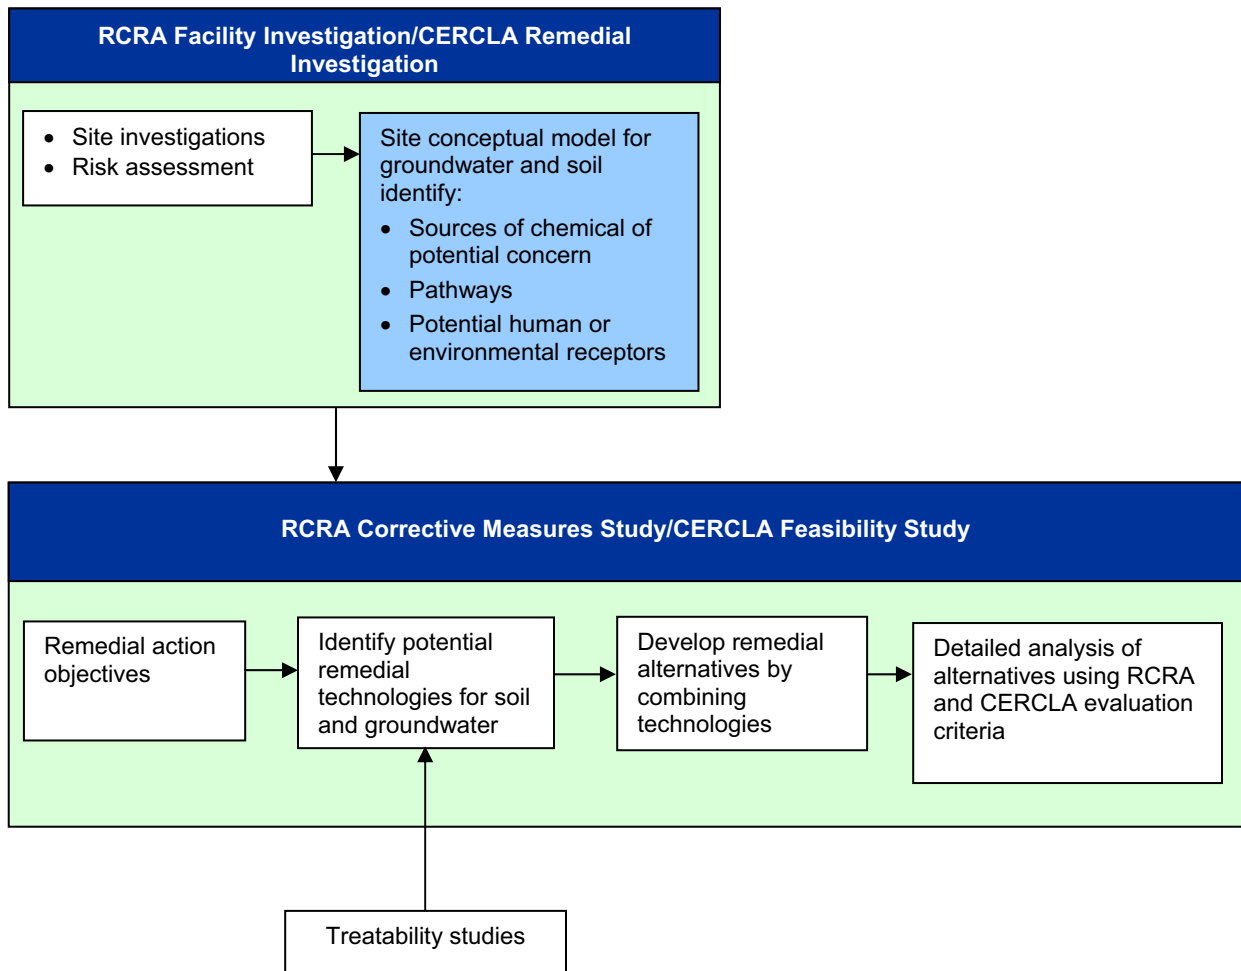 RCRA Facility Investigation/CERCLA Remedial
Investigation
• Site investigations
• Risk assessment
Site conceptual model for
groundwater and soil
identify:
• Sources of chemical of
potential concern
• Pathways
• Potential human or
environmental receptors
RCRA Corrective Measures Study/CERCLA Feasibility Study
Remedial action
objectives
Identify potential
remedial
technologies for soil
and groundwater
Develop remedial
alternatives by
combining
technologies
Detailed analysis of
alternatives using RCRA
and CERCLA evaluation
criteria
Treatability studies